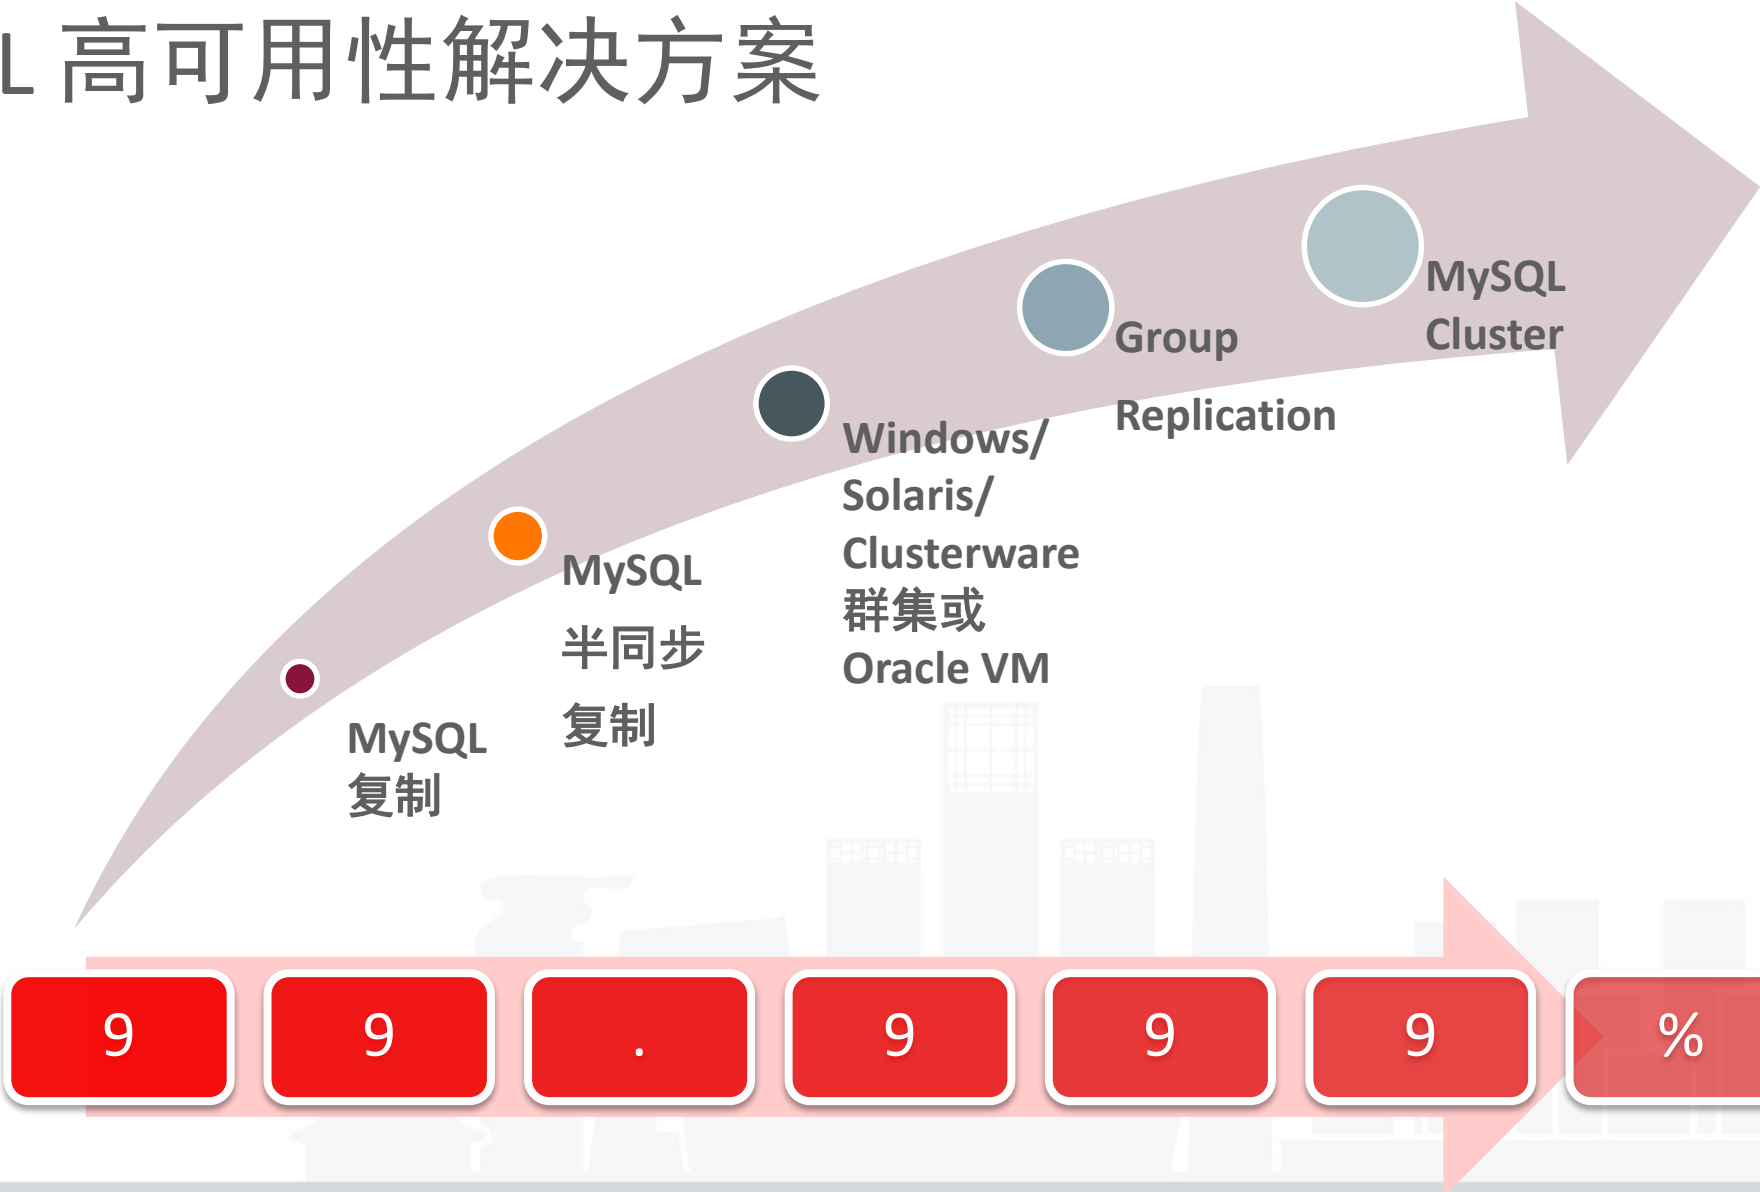 L 高可用性解决方案
MySQL
Cluster
Group
Replication
Windows/
Solaris/
Clusterware
群集或
Oracle VM
MySQL
半同步
复制
MySQL
复制
9 9 . 9 9 9 %